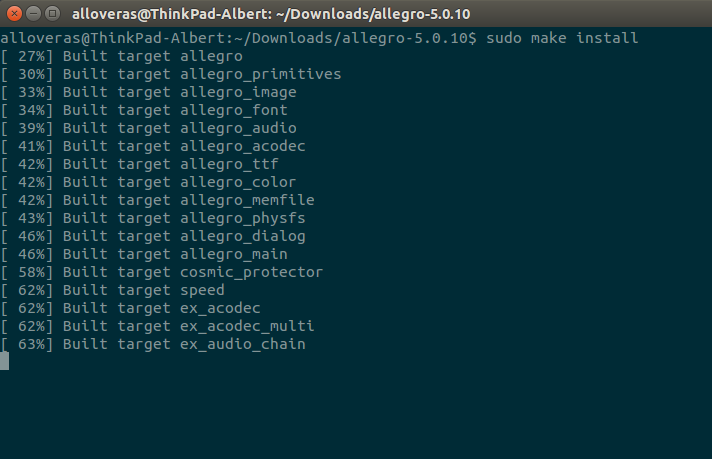 alloveras@ThinkPad-Albert: ~/Downloads/allegro-5.0.10
alloveras@ThinkPad-Albert:~/Downloads/allegro-5.0.10$ sudo make install
[ 27%] Built target allegro
[ 30%] Built target allegro_primitives
[ 33%] Built target allegro_image
[ 34%] Built target allegro_font
[ 39%] Built target allegro_audio
[ 41%] Built target allegro_acodec
[ 42%] Built target allegro_ttf
[ 42%] Built target allegro_color
[ 42%] Built target allegro_memfile
[ 43%] Built target allegro_physfs
[ 46%] Built target allegro_dialog
[ 46%] Built target allegro_main
[ 58%] Built target cosmic_protector
[ 62%] Built target speed
[ 62%] Built target ex_acodec
[ 62%] Built target ex_acodec_multi
[ 63%] Built target ex_audio_chain